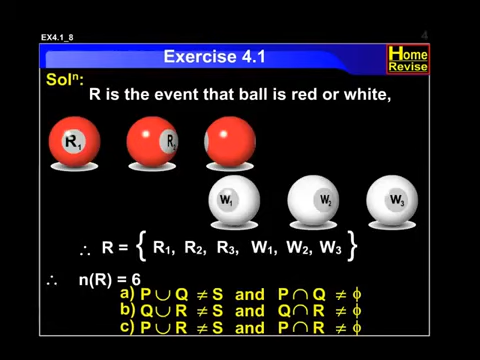 EX4.1_8
4
Exercise 4.1
Home
Revise
Solⁿ:
R is the event that ball is red or white,
R₁ R₂
W₁ W₂ W₃
∴ R = { R₁, R₂, R₃, W₁, W₂, W₃ }
∴ n(R) = 6
a) P ∪ Q ≠ S and P ∩ Q ≠ ϕ
b) Q ∪ R ≠ S and Q ∩ R ≠ ϕ
c) P ∪ R ≠ S and P ∩ R ≠ ϕ